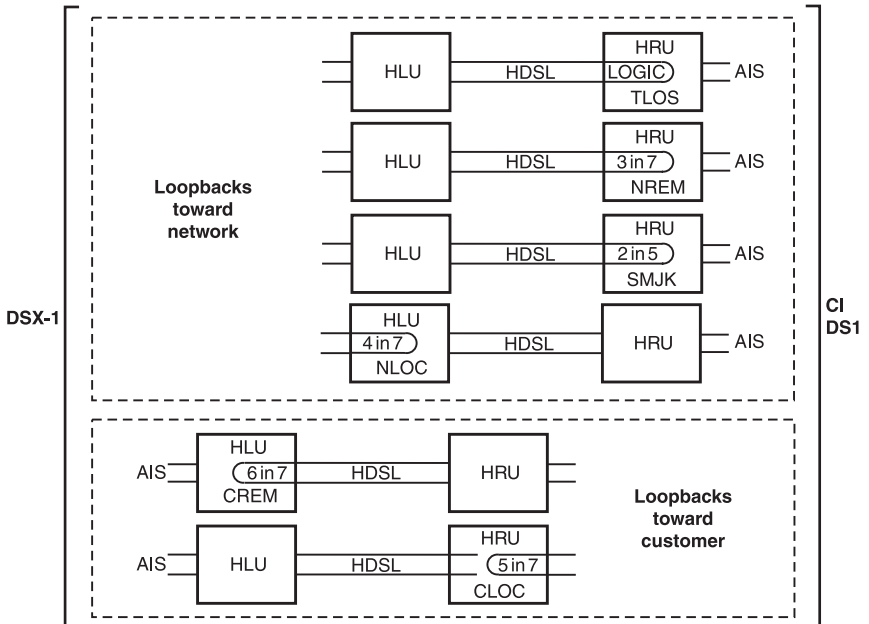 HLU
HDSL
HRU
LOGIC
TLOS
AIS
HLU
HDSL
HRU
3 in 7
NREM
AIS
Loopbacks
toward
network
HLU
HDSL
HRU
2 in 5
SMJK
AIS
DSX-1
HLU
4 in 7
NLOC
HDSL
HRU
AIS
CI
DS1
AIS
HLU
6 in 7
CREM
HDSL
HRU
Loopbacks
toward
customer
AIS
HLU
HDSL
HRU
5 in 7
CLOC